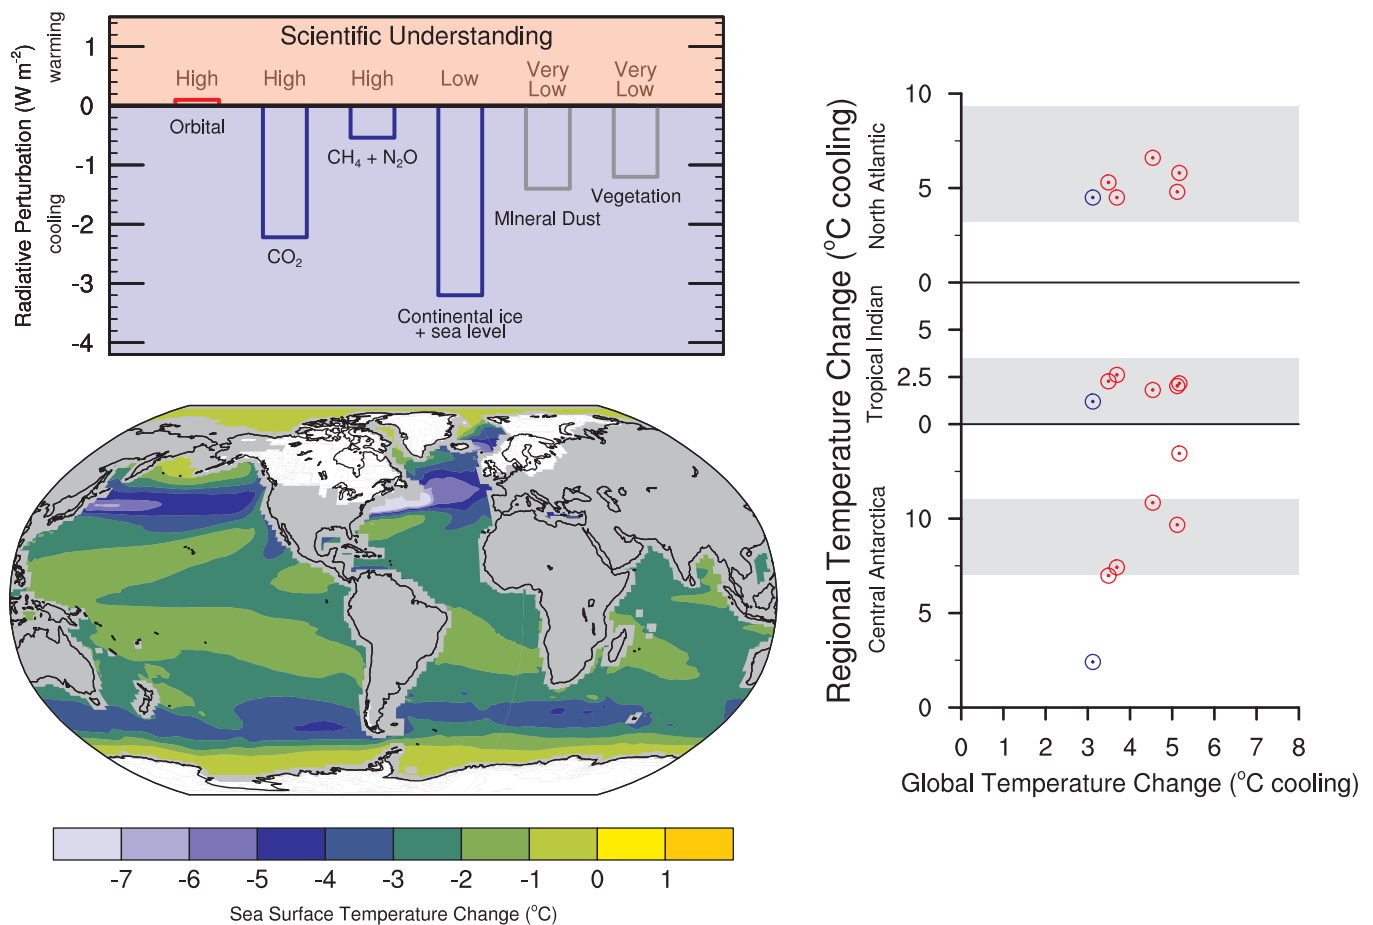 Scientific Understanding
High
High
High
Low
Very
Low
Very
Low
1
0
-1
-2
-3
-4
Radiative Perturbation (W m-2)
warming
cooling
Orbital
CO2
CH4 + N2O
Continental ice
+ sea level
MIneral Dust
Vegetation
-7
-6
-5
-4
-3
-2
-1
0
1
Sea Surface Temperature Change (oC)
Regional Temperature Change (oC cooling)
North Atlantic
Tropical Indian
Central Antarctica
10
5
0
5
2.5
0
10
5
0
0
1
2
3
4
5
6
7
8
Global Temperature Change (oC cooling)